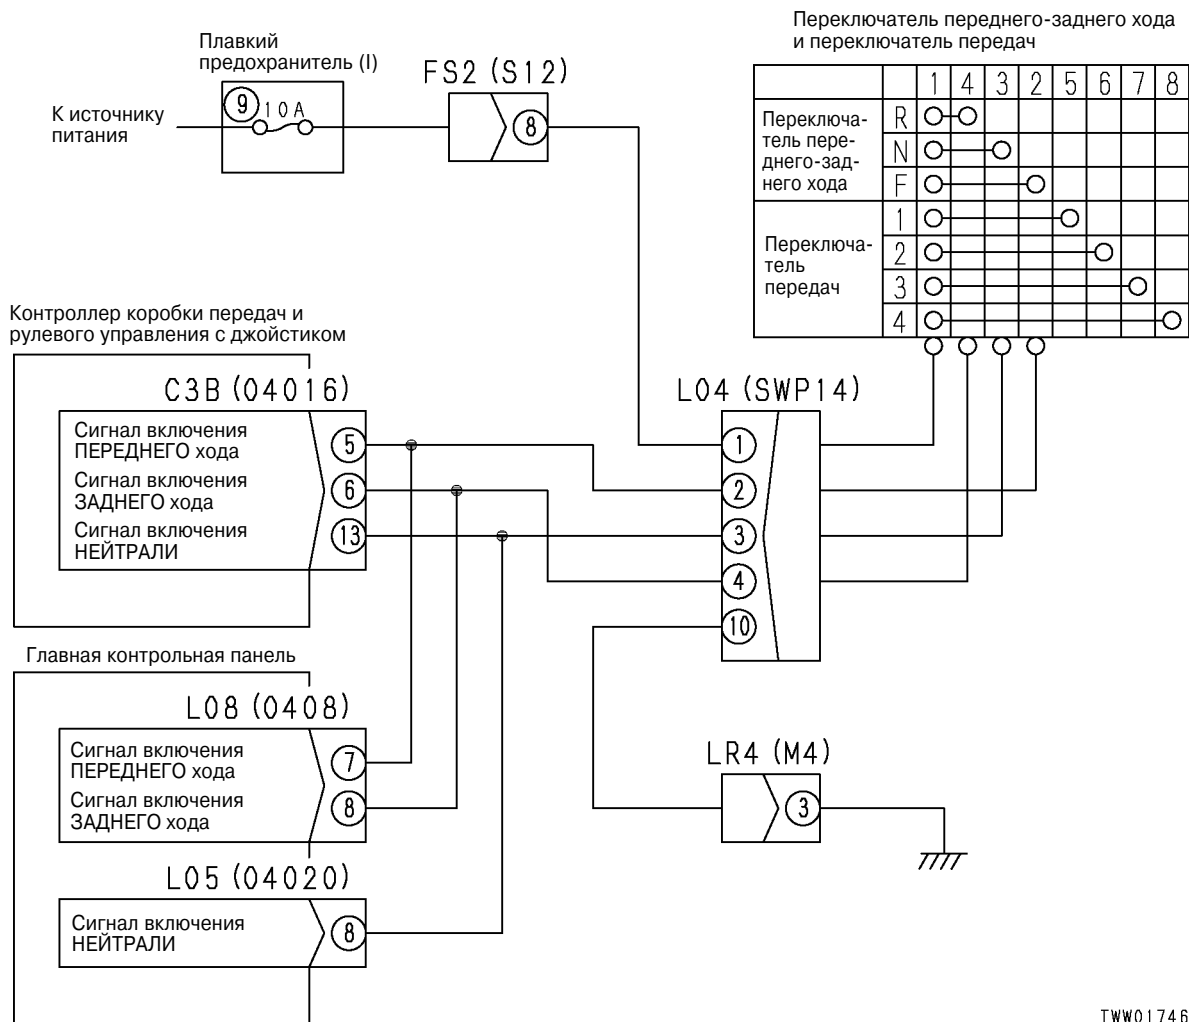 Переключатель переднего-заднего хода
и переключатель передач
Плавкий
предохранитель (I)
FS2 (S12)
9
10A
К источнику
питания
8
1 4 3 2 5 6 7 8
Переключа-
тель пере-
днего-зад-
него хода
R
N
F
Переключа-
тель
передач
1
2
3
4
Контроллер коробки передач и
рулевого управления с джойстиком
C3B (04016)
Сигнал включения
ПЕРЕДНЕГО хода
5
Сигнал включения
ЗАДНЕГО хода
6
Сигнал включения
НЕЙТРАЛИ
13
L04 (SWP14)
1
2
3
4
10
Главная контрольная панель
L08 (0408)
Сигнал включения
ПЕРЕДНЕГО хода
7
Сигнал включения
ЗАДНЕГО хода
8
LR4 (M4)
3
L05 (04020)
Сигнал включения
НЕЙТРАЛИ
8
TWW01746